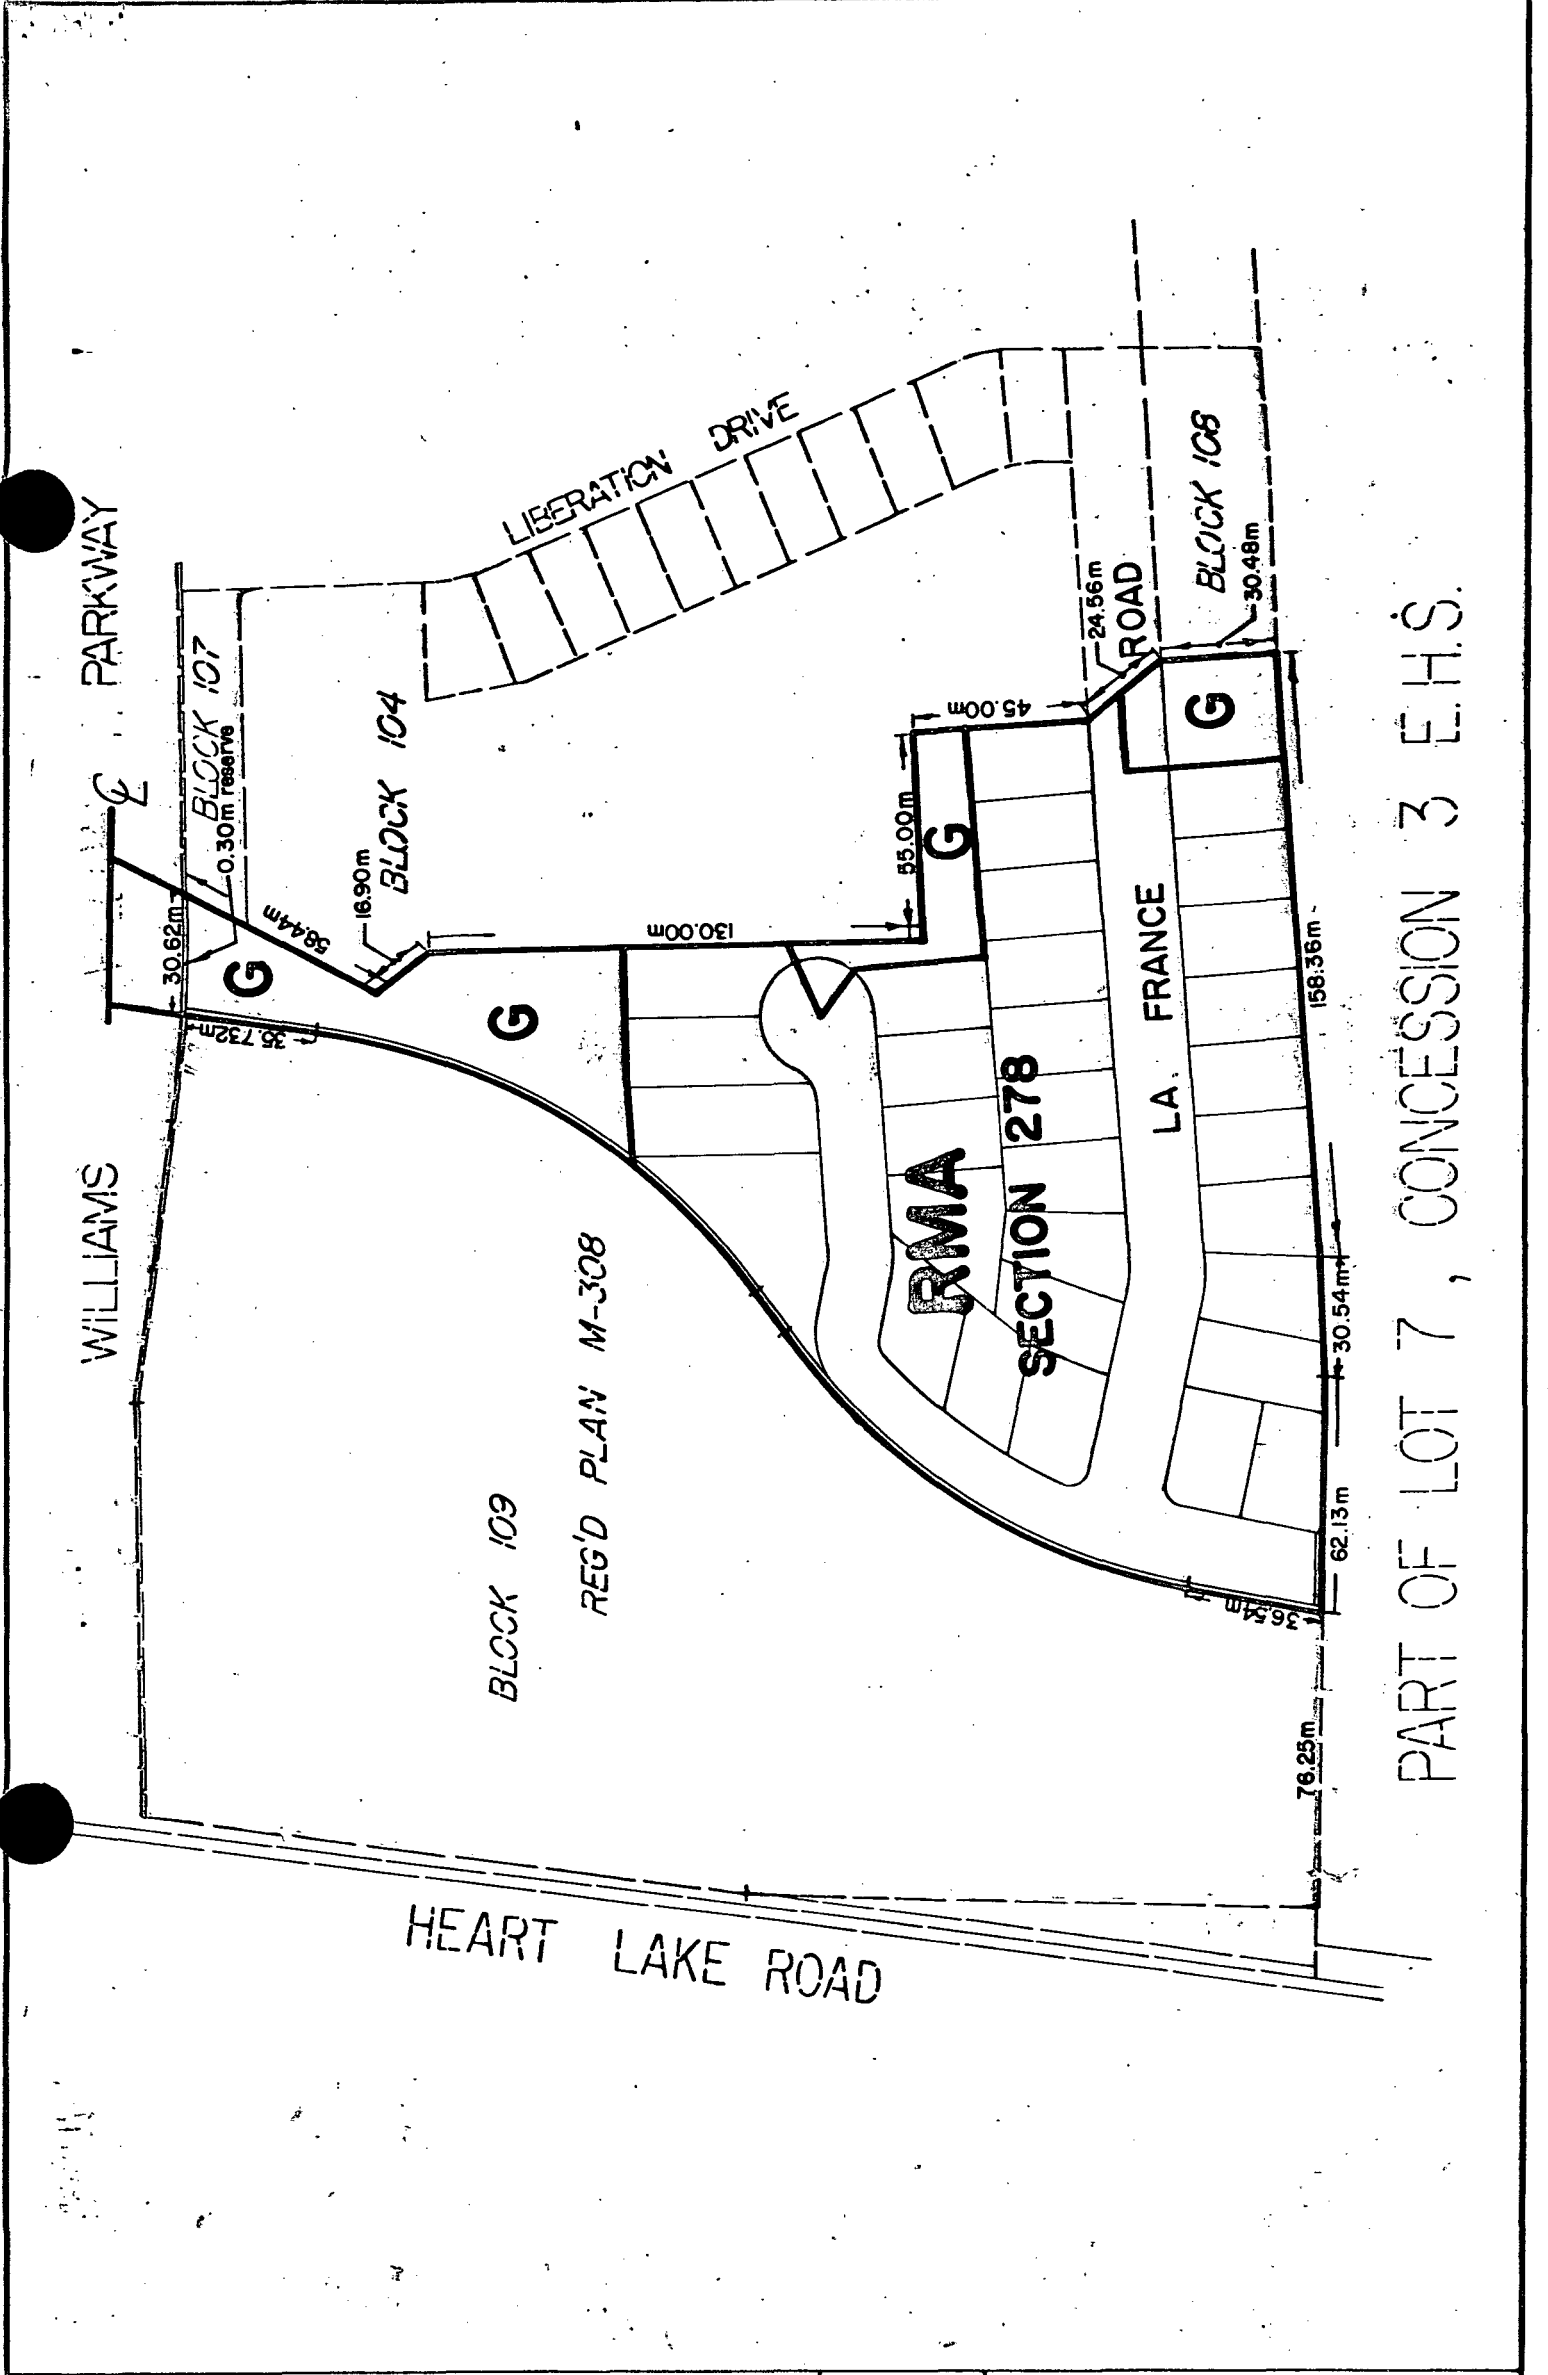 WILLIAMS PARKWAY
℄
BLOCK 107
0.30m reserve
30.62m
58.44m
35.732m
G
16.90m
BLOCK 104
LIBERATION DRIVE
G
130.00m
BLOCK 109
REG'D PLAN M-308
55.00m
G
45.00m
RMA
SECTION 278
24.56m
LA FRANCE ROAD
BLOCK 108
30.48m
G
158.36m
30.54m
62.13m
36.54m
76.25m
HEART LAKE ROAD
PART OF LOT 7, CONCESSION 3 E.H.S.